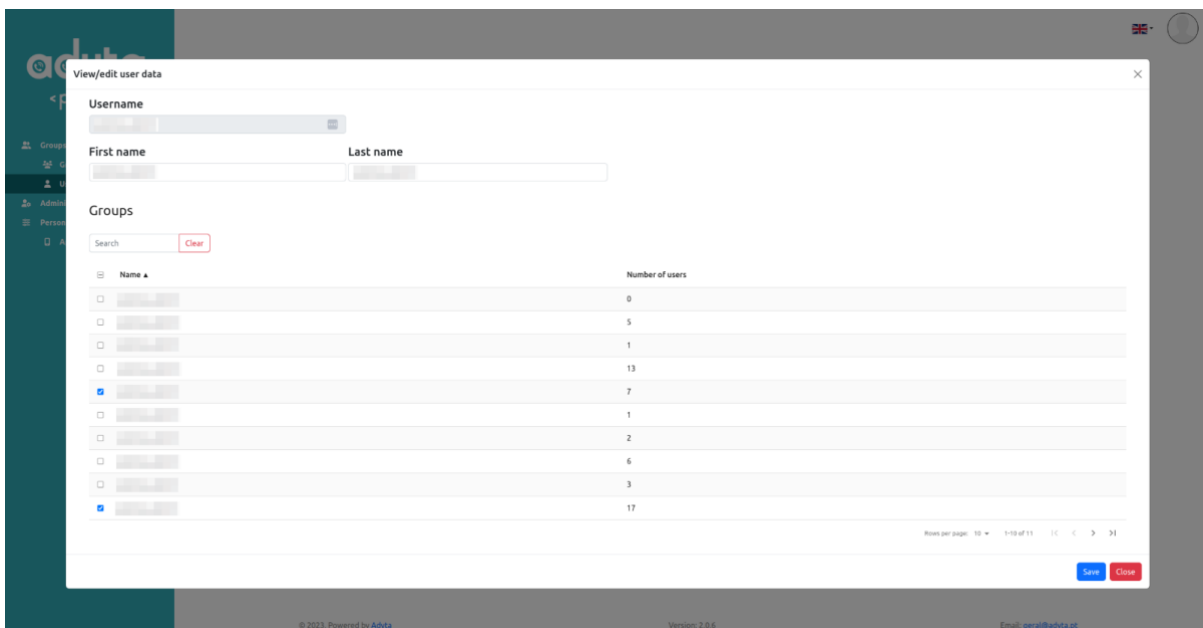 View/edit user data
Username
First name Last name
Groups
Search Clear
Name ▲ Number of users
0
5
1
13
7
1
2
6
3
17
Rows per page: 10 1-10 of 11
Save Close
© 2023, Powered by Adyta Version: 2.0.6 Email: geral@adyta.pt